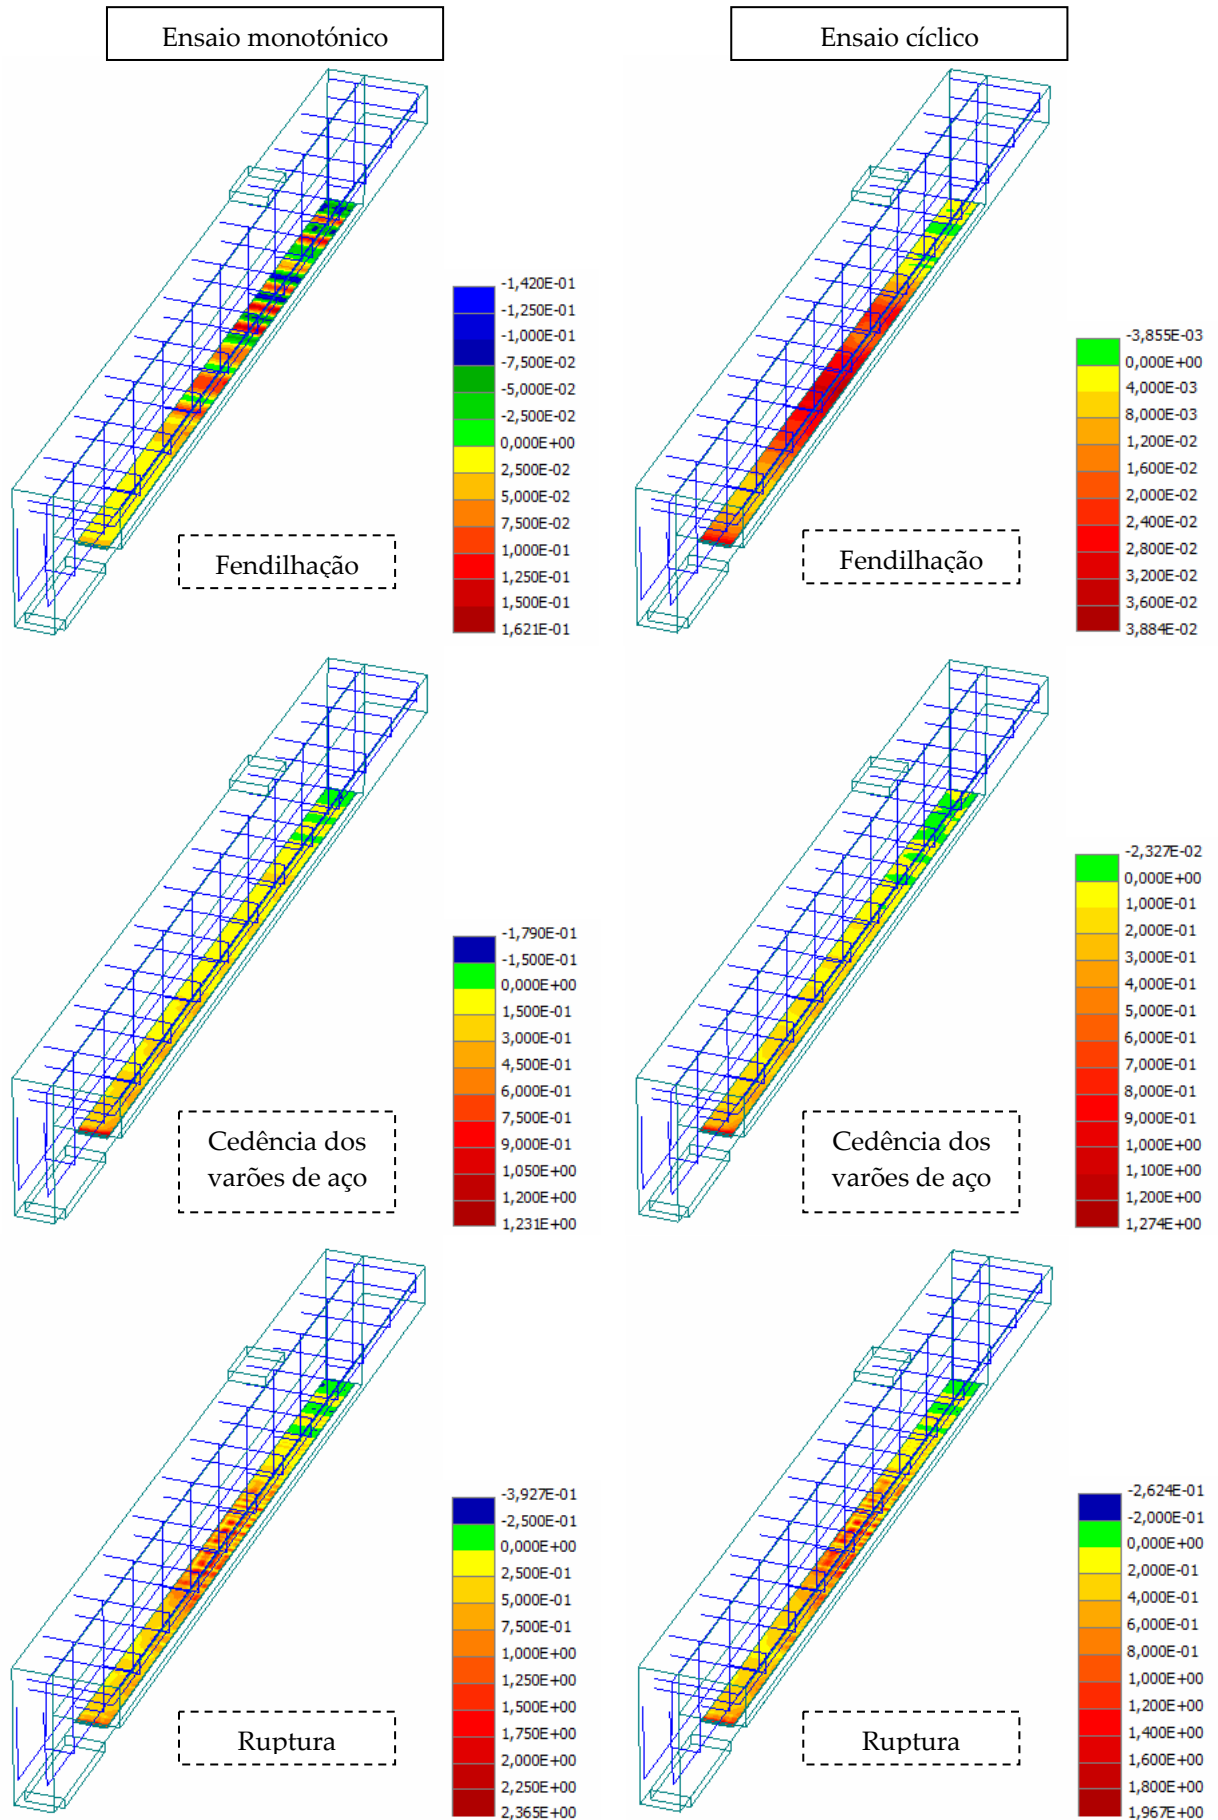 Ensaio monotónico
Ensaio cíclico
-1,420E-01
-1,250E-01
-1,000E-01
-7,500E-02
-5,000E-02
-2,500E-02
0,000E+00
2,500E-02
5,000E-02
7,500E-02
1,000E-01
1,250E-01
1,500E-01
1,621E-01
Fendilhação
-3,855E-03
0,000E+00
4,000E-03
8,000E-03
1,200E-02
1,600E-02
2,000E-02
2,400E-02
2,800E-02
3,200E-02
3,600E-02
3,884E-02
Fendilhação
-1,790E-01
-1,500E-01
0,000E+00
1,500E-01
3,000E-01
4,500E-01
6,000E-01
7,500E-01
9,000E-01
1,050E+00
1,200E+00
1,231E+00
Cedência dos
varões de aço
-2,327E-02
0,000E+00
1,000E-01
2,000E-01
3,000E-01
4,000E-01
5,000E-01
6,000E-01
7,000E-01
8,000E-01
9,000E-01
1,000E+00
1,100E+00
1,200E+00
1,274E+00
Cedência dos
varões de aço
-3,927E-01
-2,500E-01
0,000E+00
2,500E-01
5,000E-01
7,500E-01
1,000E+00
1,250E+00
1,500E+00
1,750E+00
2,000E+00
2,250E+00
2,365E+00
Ruptura
-2,624E-01
-2,000E-01
0,000E+00
2,000E-01
4,000E-01
6,000E-01
8,000E-01
1,000E+00
1,200E+00
1,400E+00
1,600E+00
1,800E+00
1,967E+00
Ruptura